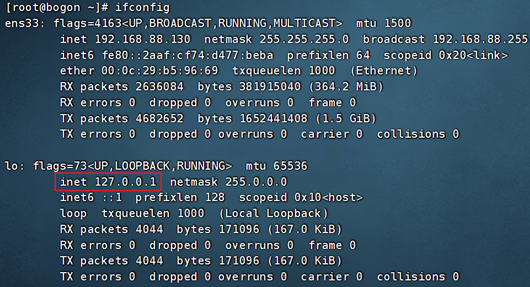 [root@bogon ~]# ifconfig
ens33: flags=4163<UP,BROADCAST,RUNNING,MULTICAST>  mtu 1500
inet 192.168.88.130  netmask 255.255.255.0  broadcast 192.168.88.255
inet6 fe80::2aaf:cf74:d477:beba  prefixlen 64  scopeid 0x20<link>
ether 00:0c:29:b5:96:69  txqueuelen 1000  (Ethernet)
RX packets 2636084  bytes 381915040 (364.2 MiB)
RX errors 0  dropped 0  overruns 0  frame 0
TX packets 4682652  bytes 1652441408 (1.5 GiB)
TX errors 0  dropped 0 overruns 0  carrier 0  collisions 0
lo: flags=73<UP,LOOPBACK,RUNNING>  mtu 65536
inet 127.0.0.1  netmask 255.0.0.0
inet6 ::1  prefixlen 128  scopeid 0x10<host>
loop  txqueuelen 1000  (Local Loopback)
RX packets 4044  bytes 171096 (167.0 KiB)
RX errors 0  dropped 0  overruns 0  frame 0
TX packets 4044  bytes 171096 (167.0 KiB)
TX errors 0  dropped 0 overruns 0  carrier 0  collisions 0